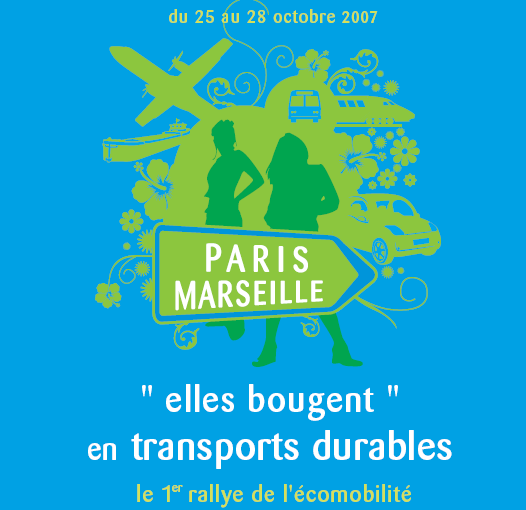 du 25 au 28 octobre 2007
PARIS
MARSEILLE
" elles bougent "
en transports durables
le 1er rallye de l'écomobilité